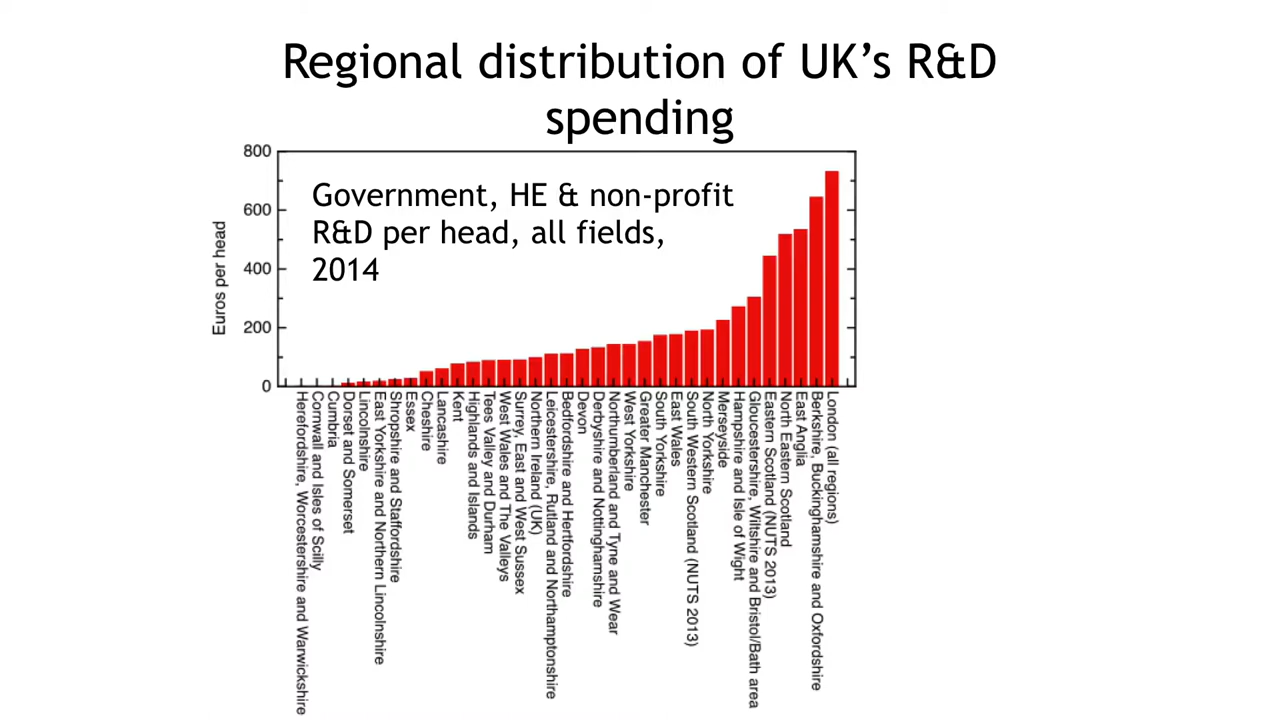 Regional distribution of UK's R&D
spending
Government, HE & non-profit
R&D per head, all fields,
2014
Euros per head
800
600
400
200
0
Herefordshire, Worcestershire and Warwickshire
Cornwall and Isles of Scilly
Cumbria
Dorset and Somerset
Lincolnshire
East Yorkshire and Northern Lincolnshire
Shropshire and Staffordshire
Essex
Cheshire
Lancashire
Kent
Highlands and Islands
Tees Valley and Durham
West Wales and The Valleys
Surrey, East and West Sussex
Northern Ireland (UK)
Leicestershire, Rutland and Northamptonshire
Bedfordshire and Hertfordshire
Devon
Derbyshire and Nottinghamshire
Northumberland and Tyne and Wear
West Yorkshire
Greater Manchester
South Yorkshire
East Wales
South Western Scotland (NUTS 2013)
North Yorkshire
Merseyside
Hampshire and Isle of Wight
Gloucestershire, Wiltshire and Bristol/Bath area
Eastern Scotland (NUTS 2013)
North Eastern Scotland
East Anglia
Berkshire, Buckinghamshire and Oxfordshire
London (all regions)